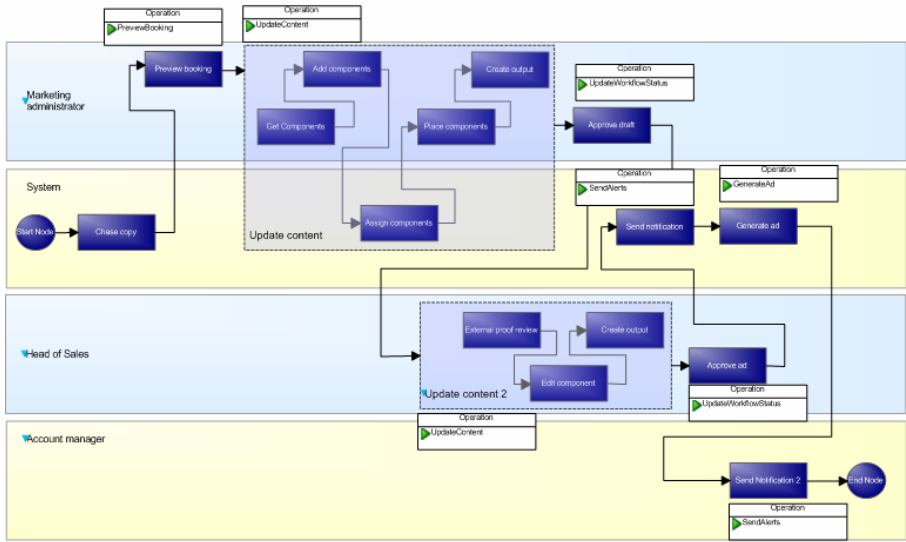 Operation
PreviewBooking
Operation
UpdateContent
Marketing
administrator
Preview booking
Add components
Create output
Get Components
Place components
Operation
UpdateWorkflowStatus
Approve draft
System
Start Node
Chase copy
Assign components
Update content
Operation
SendAlerts
Operation
GenerateAd
Send notification
Generate ad
Head of Sales
External proof review
Create output
Edit component
Update content 2
Approve ad
Operation
UpdateWorkflowStatus
Operation
UpdateContent
Account manager
Send Notification 2
End Node
Operation
SendAlerts